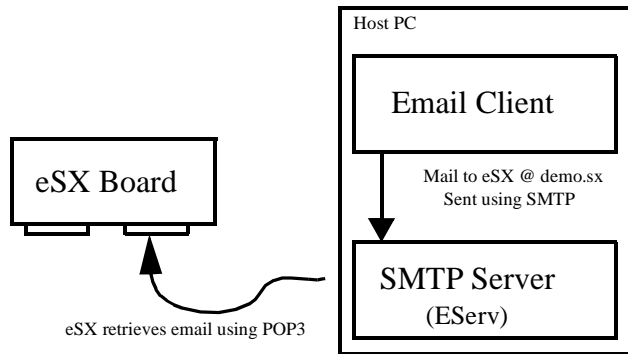 Host PC
Email Client
eSX Board
Mail to eSX @ demo.sx
Sent using SMTP
SMTP Server
(EServ)
eSX retrieves email using POP3